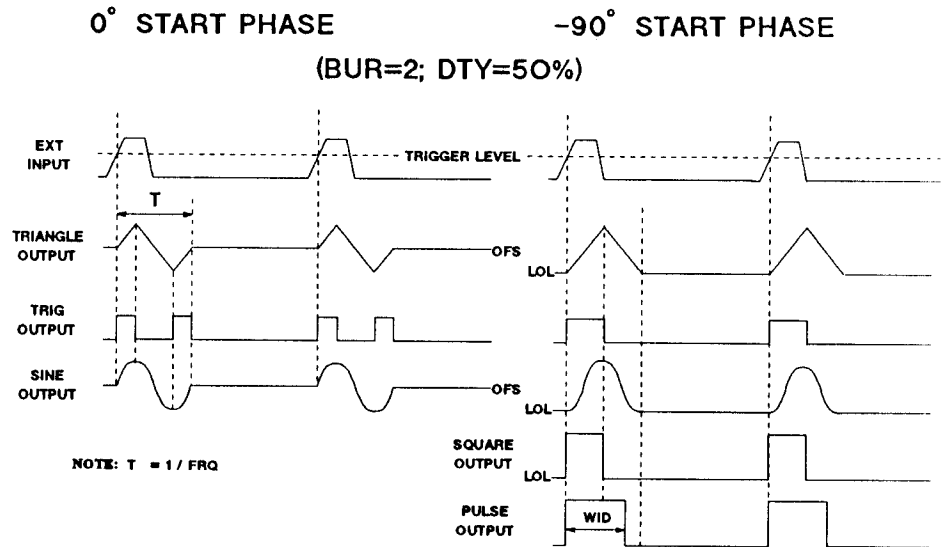 0° START PHASE
-90° START PHASE
(BUR=2; DTY=50%)
EXT
INPUT
TRIGGER LEVEL
T
TRIANGLE
OUTPUT
OFS
LOL
TRIG
OUTPUT
SINE
OUTPUT
OFS
LOL
SQUARE
OUTPUT
LOL
NOTE: T = 1 / FRQ
PULSE
OUTPUT
WID